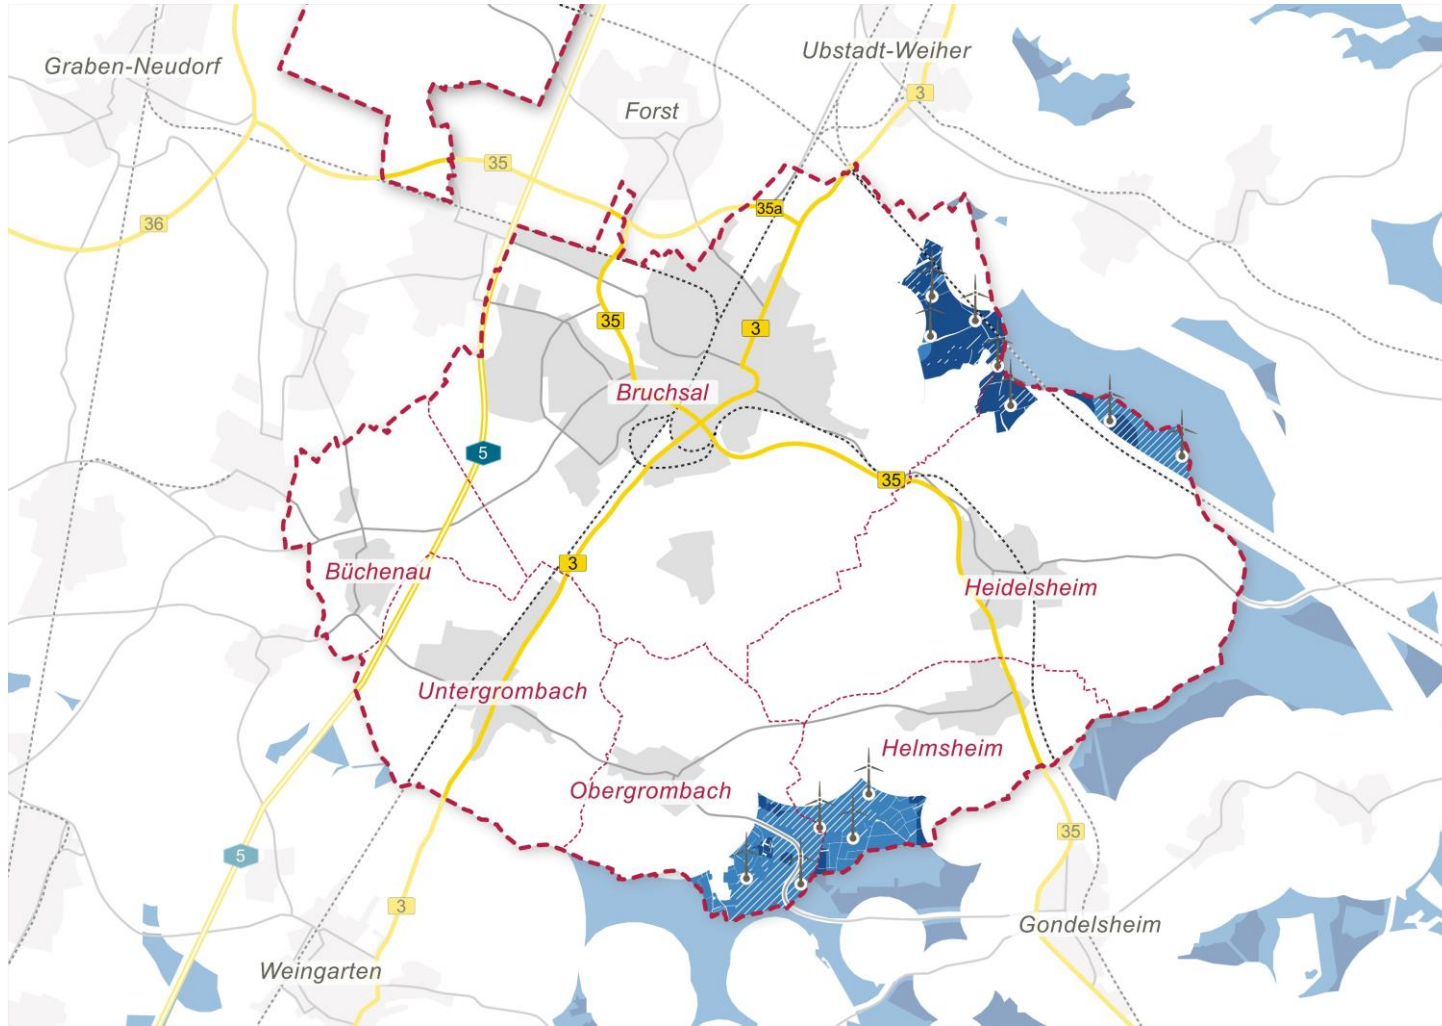 Ubstadt-Weiher
Graben-Neudorf
3
Forst
35
35a
36
35
3
Bruchsal
5
35
3
Büchenau
Heidelsheim
Untergrombach
Helmsheim
Obergrombach
35
5
3
Gondelsheim
Weingarten